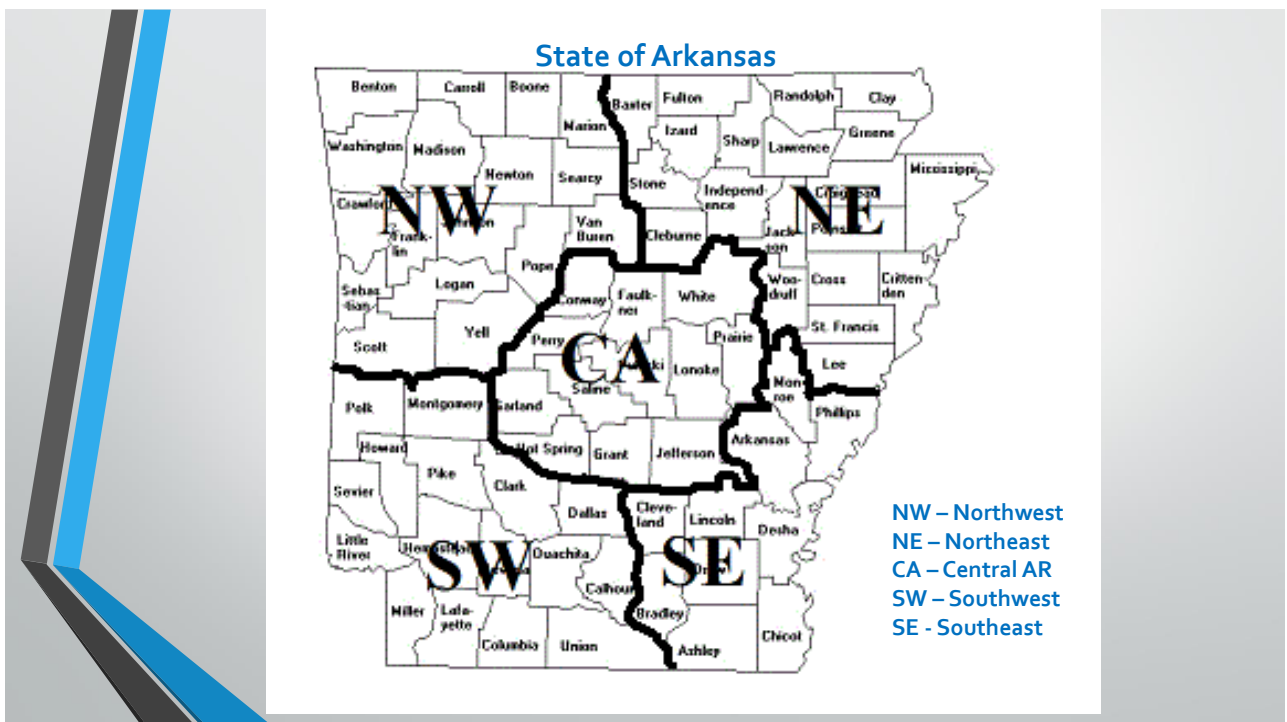 State of Arkansas
Benton
Carroll
Boone
Baxter
Fulton
Randolph
Clay
Marion
Izard
Sharp
Lawrence
Greene
Washington
Madison
Newton
Searcy
Stone
Independ-
ence
Mississippi
Craighead
NW
NE
Crawford
Frank-
lin
Van
Buren
Cleburne
Jack-
son
Pope
Logan
Sebas
-tian
Conway
Faulk-
ner
White
Woo-
druff
Cross
Critten-
den
St. Francis
Scott
Yell
Perry
CA
Saline
Lonoke
Prairie
Lee
Mon-
roe
Phillips
Polk
Montgomery
Garland
Hot Spring
Grant
Jefferson
Arkansas
Howard
Pike
Clark
Sevier
Dallas
Cleve-
land
Lincoln
Desha
Little
River
SW
Ouachita
SE
Calhoun
Bradley
Miller
Lafa-
yette
Columbia
Union
Ashley
Chicot
NW – Northwest
NE – Northeast
CA – Central AR
SW – Southwest
SE - Southeast